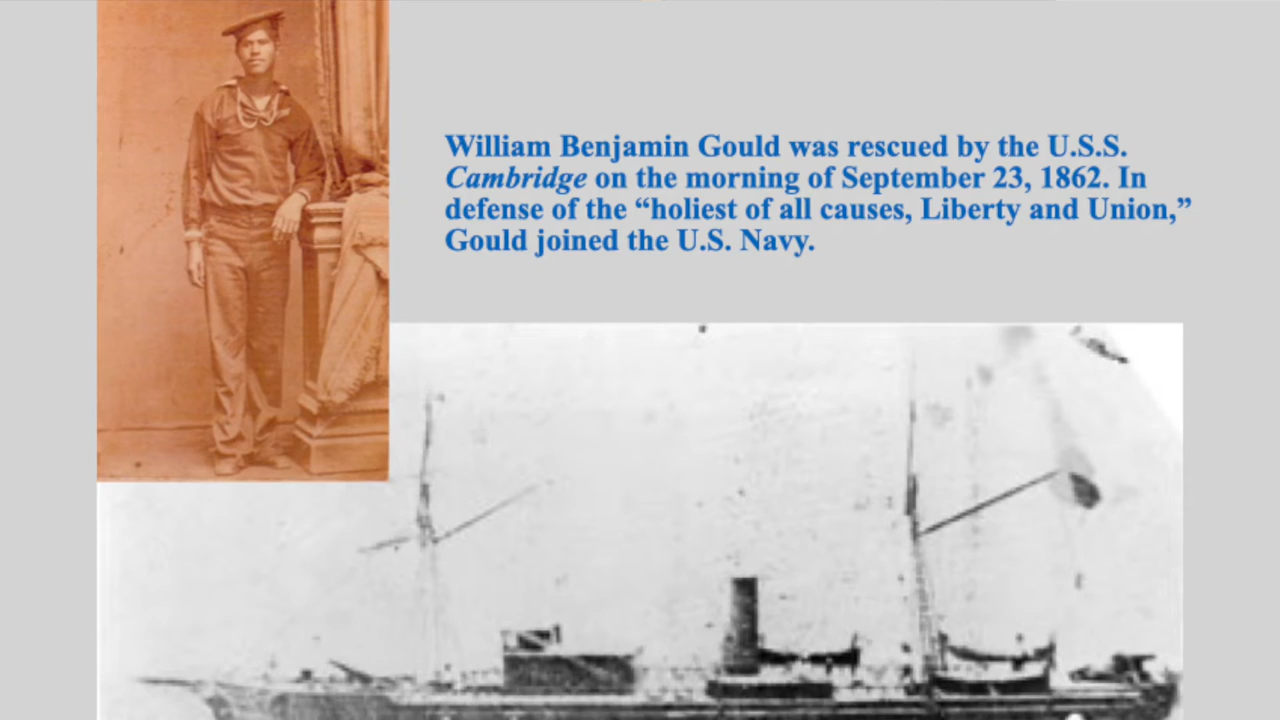 William Benjamin Gould was rescued by the U.S.S.
Cambridge on the morning of September 23, 1862. In
defense of the “holiest of all causes, Liberty and Union,”
Gould joined the U.S. Navy.